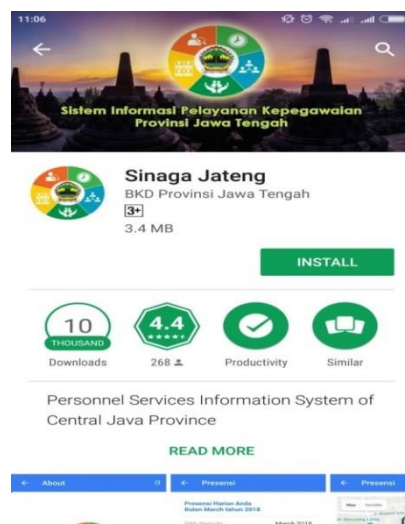 11:06
Sistem Informasi Pelayanan Kepegawaian
Provinsi Jawa Tengah
Sinaga Jateng
BKD Provinsi Jawa Tengah
3+
3.4 MB
INSTALL
10
THOUSAND
4.4
Downloads
268
Productivity
Similar
Personnel Services Information System of
Central Java Province
READ MORE
About
Presensi
Presensi
Presensi Harian Anda
Bulan March tahun 2018
March 2018